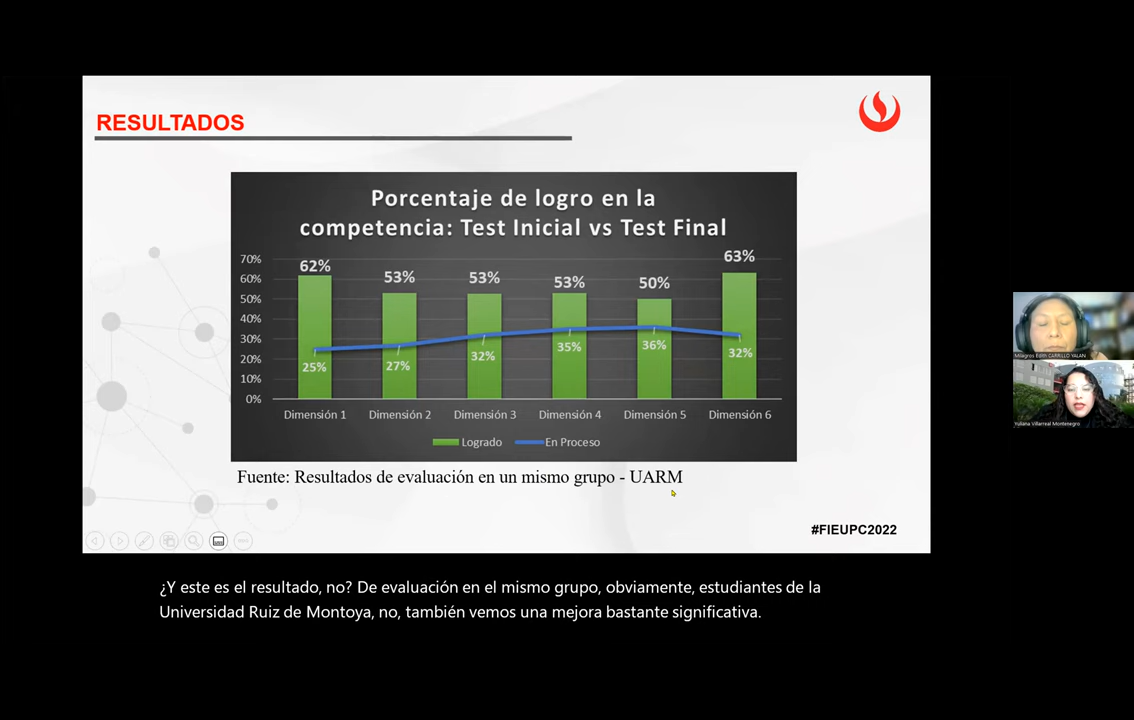 RESULTADOS
Porcentaje de logro en la
competencia: Test Inicial vs Test Final
70%
60%
50%
40%
30%
20%
10%
0%
62%
53%
53%
53%
50%
63%
25%
27%
32%
35%
36%
32%
Dimensión 1
Dimensión 2
Dimensión 3
Dimensión 4
Dimensión 5
Dimensión 6
Logrado
En Proceso
Fuente: Resultados de evaluación en un mismo grupo - UARM
#FIEUPC2022
Milagros Edith CARRILLO YALAN
Yuliana Villarreal Montenegro
¿Y este es el resultado, no? De evaluación en el mismo grupo, obviamente, estudiantes de la
Universidad Ruiz de Montoya, no, también vemos una mejora bastante significativa.